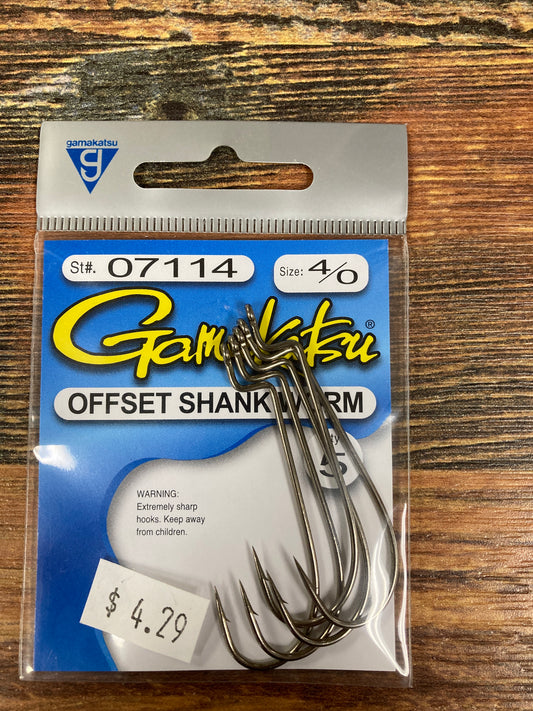 gamakatsu
g
St#. 07114
Size: 4/0
Gamakatsu®
OFFSET SHANK WORM
5
WARNING:
Extremely sharp
hooks. Keep away
from children.
$ 4.29